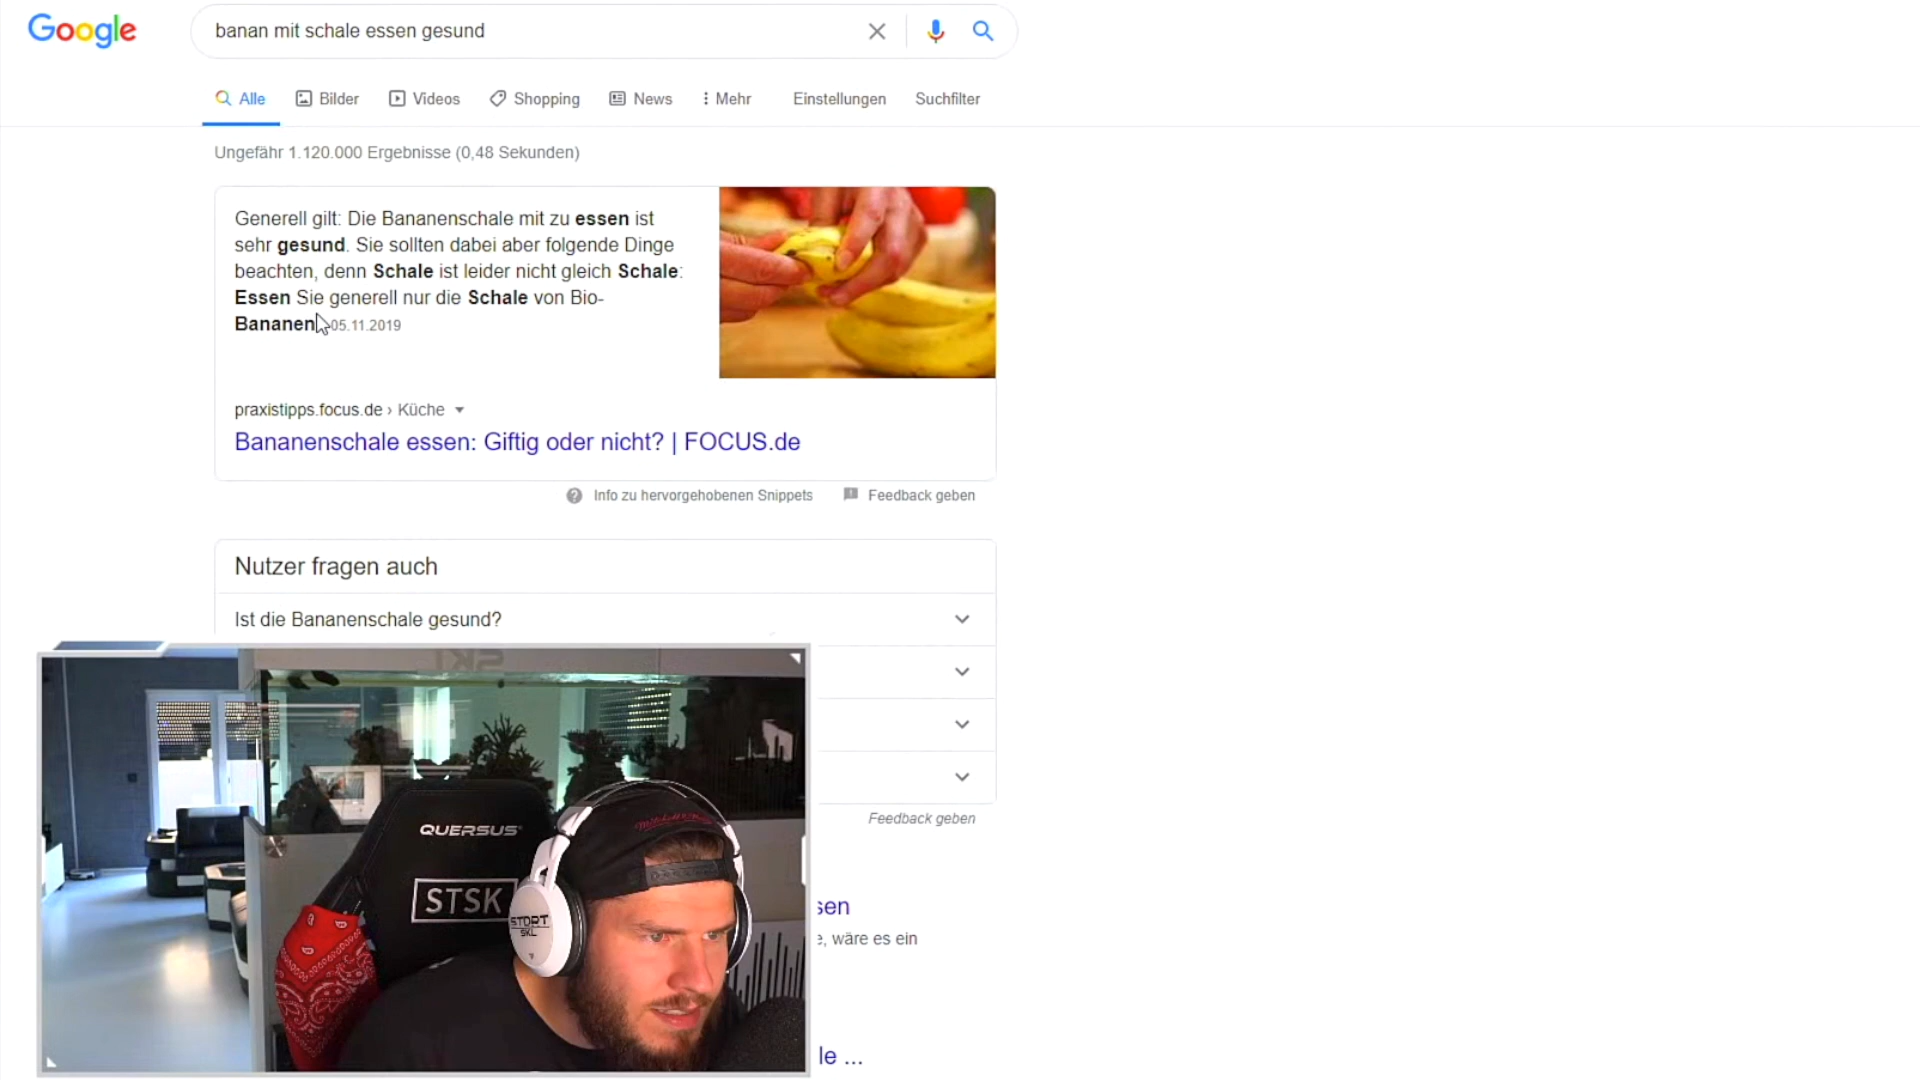 Google
banan mit schale essen gesund
Alle Bilder Videos Shopping News Mehr Einstellungen Suchfilter
Ungefähr 1.120.000 Ergebnisse (0,48 Sekunden)
Generell gilt: Die Bananenschale mit zu essen ist
sehr gesund. Sie sollten dabei aber folgende Dinge
beachten, denn Schale ist leider nicht gleich Schale:
Essen Sie generell nur die Schale von Bio-
Bananen 05.11.2019
praxistipps.focus.de › Küche
Bananenschale essen: Giftig oder nicht? | FOCUS.de
Info zu hervorgehobenen Snippets Feedback geben
Nutzer fragen auch
Ist die Bananenschale gesund?
Feedback geben
QUERSUS
STSK
sen
e, wäre es ein
le ...